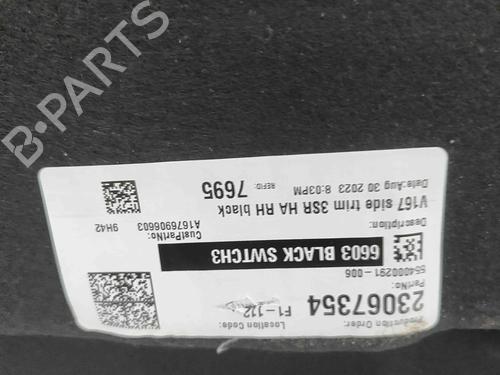 B-PARTS
Production Order:
23067354
Location Code:
F1-112
PartNo:
554000291-006
6603 BLACK SWTCH3
Description:
V167 side trim 3SR HA RH black
Date:Aug 30 2023 8:03PM
REFID: 7695
CustPartNo:
A1676906603
9H42